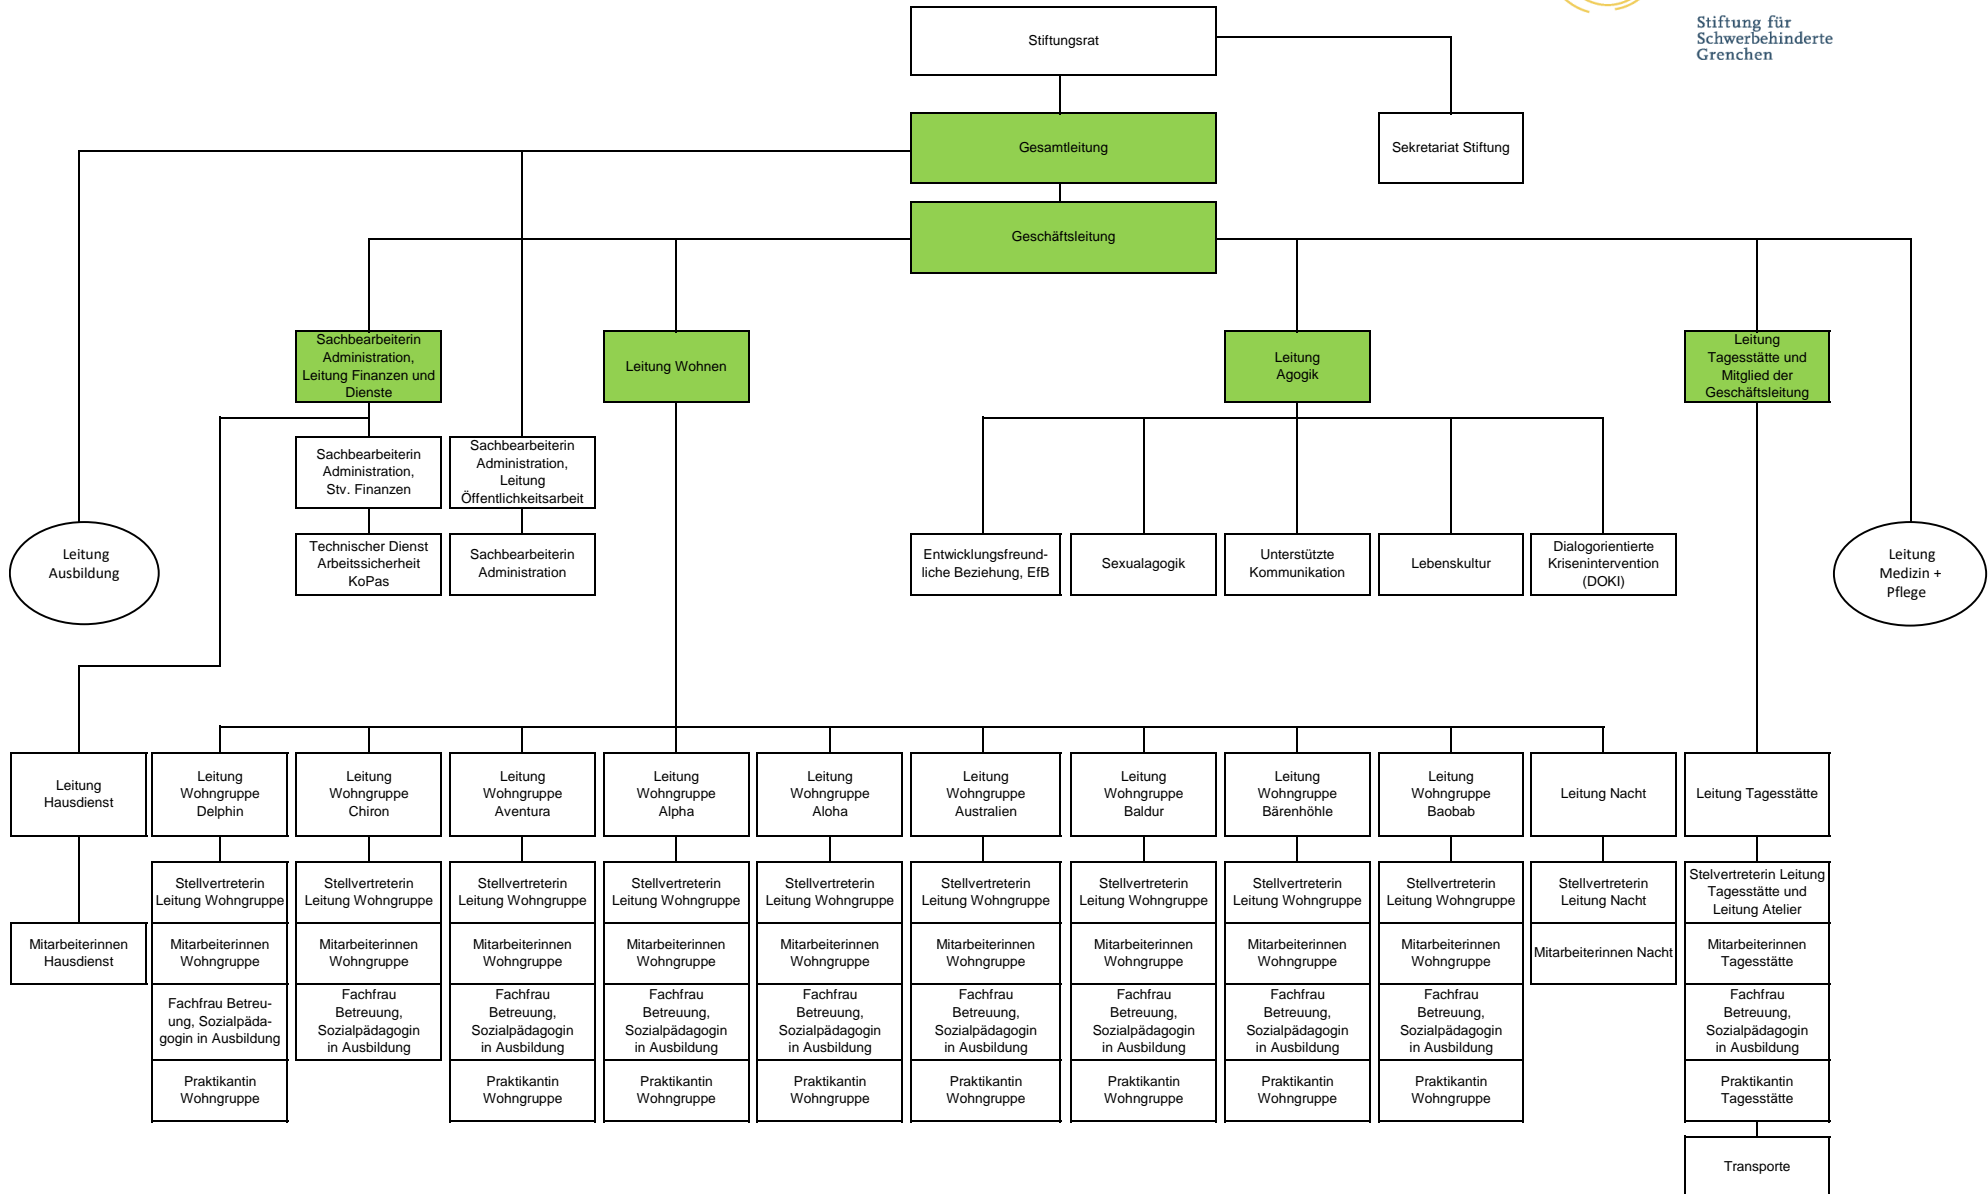 Stiftung für
Schwerbehinderte
Grenchen
Stiftungsrat
Gesamtleitung
Sekretariat Stiftung
Geschäftsleitung
Sachbearbeiterin
Administration,
Leitung Finanzen und
Dienste
Leitung Wohnen
Leitung
Agogik
Leitung
Tagesstätte und
Mitglied der
Geschäftsleitung
Sachbearbeiterin
Administration,
Stv. Finanzen
Sachbearbeiterin
Administration,
Leitung
Öffentlichkeitsarbeit
Leitung
Ausbildung
Technischer Dienst
Arbeitssicherheit
KoPas
Sachbearbeiterin
Administration
Entwicklungsfreund-
liche Beziehung, EfB
Sexualagogik
Unterstützte
Kommunikation
Lebenskultur
Dialogorientierte
Krisenintervention
(DOKI)
Leitung
Medizin +
Pflege
Leitung
Hausdienst
Leitung
Wohngruppe
Delphin
Leitung
Wohngruppe
Chiron
Leitung
Wohngruppe
Aventura
Leitung
Wohngruppe
Alpha
Leitung
Wohngruppe
Aloha
Leitung
Wohngruppe
Australien
Leitung
Wohngruppe
Baldur
Leitung
Wohngruppe
Bärenhöhle
Leitung
Wohngruppe
Baobab
Leitung Nacht
Leitung Tagesstätte
Stellvertreterin
Leitung Wohngruppe
Stellvertreterin
Leitung Wohngruppe
Stellvertreterin
Leitung Wohngruppe
Stellvertreterin
Leitung Wohngruppe
Stellvertreterin
Leitung Wohngruppe
Stellvertreterin
Leitung Wohngruppe
Stellvertreterin
Leitung Wohngruppe
Stellvertreterin
Leitung Wohngruppe
Stellvertreterin
Leitung Wohngruppe
Stellvertreterin
Leitung Nacht
Stelvertreterin Leitung
Tagesstätte und
Leitung Atelier
Mitarbeiterinnen
Hausdienst
Mitarbeiterinnen
Wohngruppe
Mitarbeiterinnen
Wohngruppe
Mitarbeiterinnen
Wohngruppe
Mitarbeiterinnen
Wohngruppe
Mitarbeiterinnen
Wohngruppe
Mitarbeiterinnen
Wohngruppe
Mitarbeiterinnen
Wohngruppe
Mitarbeiterinnen
Wohngruppe
Mitarbeiterinnen
Wohngruppe
Mitarbeiterinnen Nacht
Mitarbeiterinnen
Tagesstätte
Fachfrau Betreu-
ung, Sozialpäda-
gogin in Ausbildung
Fachfrau
Betreuung,
Sozialpädagogin
in Ausbildung
Fachfrau
Betreuung,
Sozialpädagogin
in Ausbildung
Fachfrau
Betreuung,
Sozialpädagogin
in Ausbildung
Fachfrau
Betreuung,
Sozialpädagogin
in Ausbildung
Fachfrau
Betreuung,
Sozialpädagogin
in Ausbildung
Fachfrau
Betreuung,
Sozialpädagogin
in Ausbildung
Fachfrau
Betreuung,
Sozialpädagogin
in Ausbildung
Fachfrau
Betreuung,
Sozialpädagogin
in Ausbildung
Fachfrau
Betreuung,
Sozialpädagogin
in Ausbildung
Praktikantin
Wohngruppe
Praktikantin
Wohngruppe
Praktikantin
Wohngruppe
Praktikantin
Wohngruppe
Praktikantin
Wohngruppe
Praktikantin
Wohngruppe
Praktikantin
Wohngruppe
Praktikantin
Wohngruppe
Praktikantin
Tagesstätte
Transporte